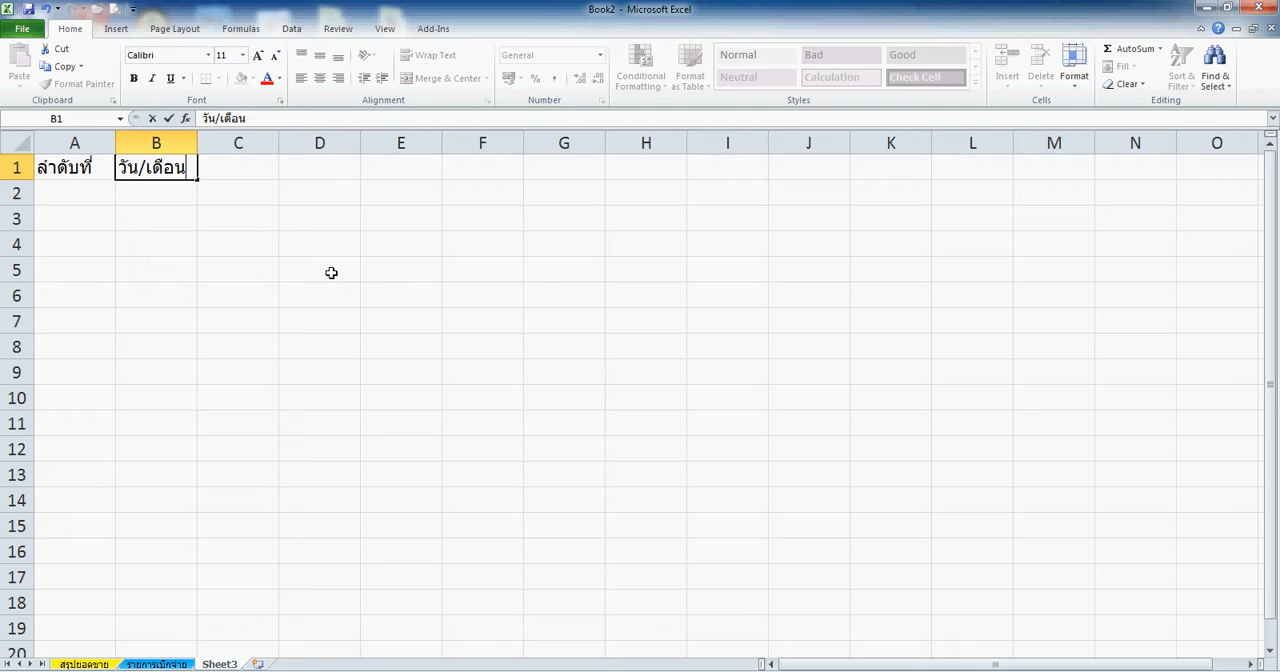 Book2 - Microsoft Excel
File Home Insert Page Layout Formulas Data Review View Add-Ins
Paste
Cut
Copy
Format Painter
Clipboard
Calibri 11
B I U
Font
Wrap Text
Merge & Center
Alignment
General
%
Number
Conditional Formatting
Format as Table
Normal Bad Good
Neutral Calculation Check Cell
Styles
Insert Delete Format
Cells
AutoSum
Fill
Clear
Sort & Filter
Find & Select
Editing
B1 fx วัน/เดือน
A B C D E F G H I J K L M N O
1 ลำดับที่ วัน/เดือน
2
3
4
5
6
7
8
9
10
11
12
13
14
15
16
17
18
19
20
สรุปยอดขาย รายการเบิกจ่าย Sheet3